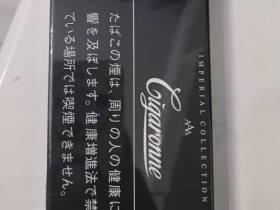 IMPERIAL COLLECTION
Cigaronne
たばこの煙は、周りの人の健康に
響を及ぼします。健康増進法で禁
ている場所では喫煙できません。